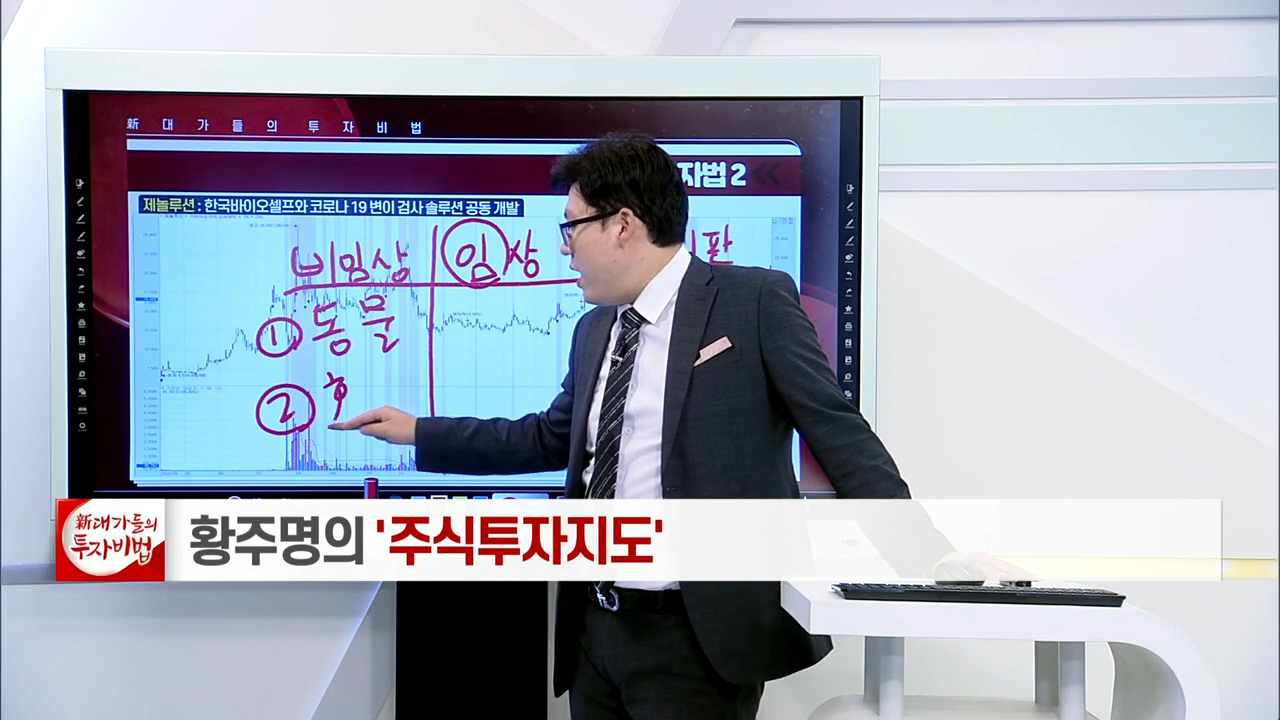 新대가들의투자비법
자법 2
제놀루션 : 한국바이오셀프와 코로나 19 변이 검사 솔루션 공동 개발
비임상 임상 시판
① 동물
② 호
新대가들의
투자비법
황주명의 '주식투자지도'